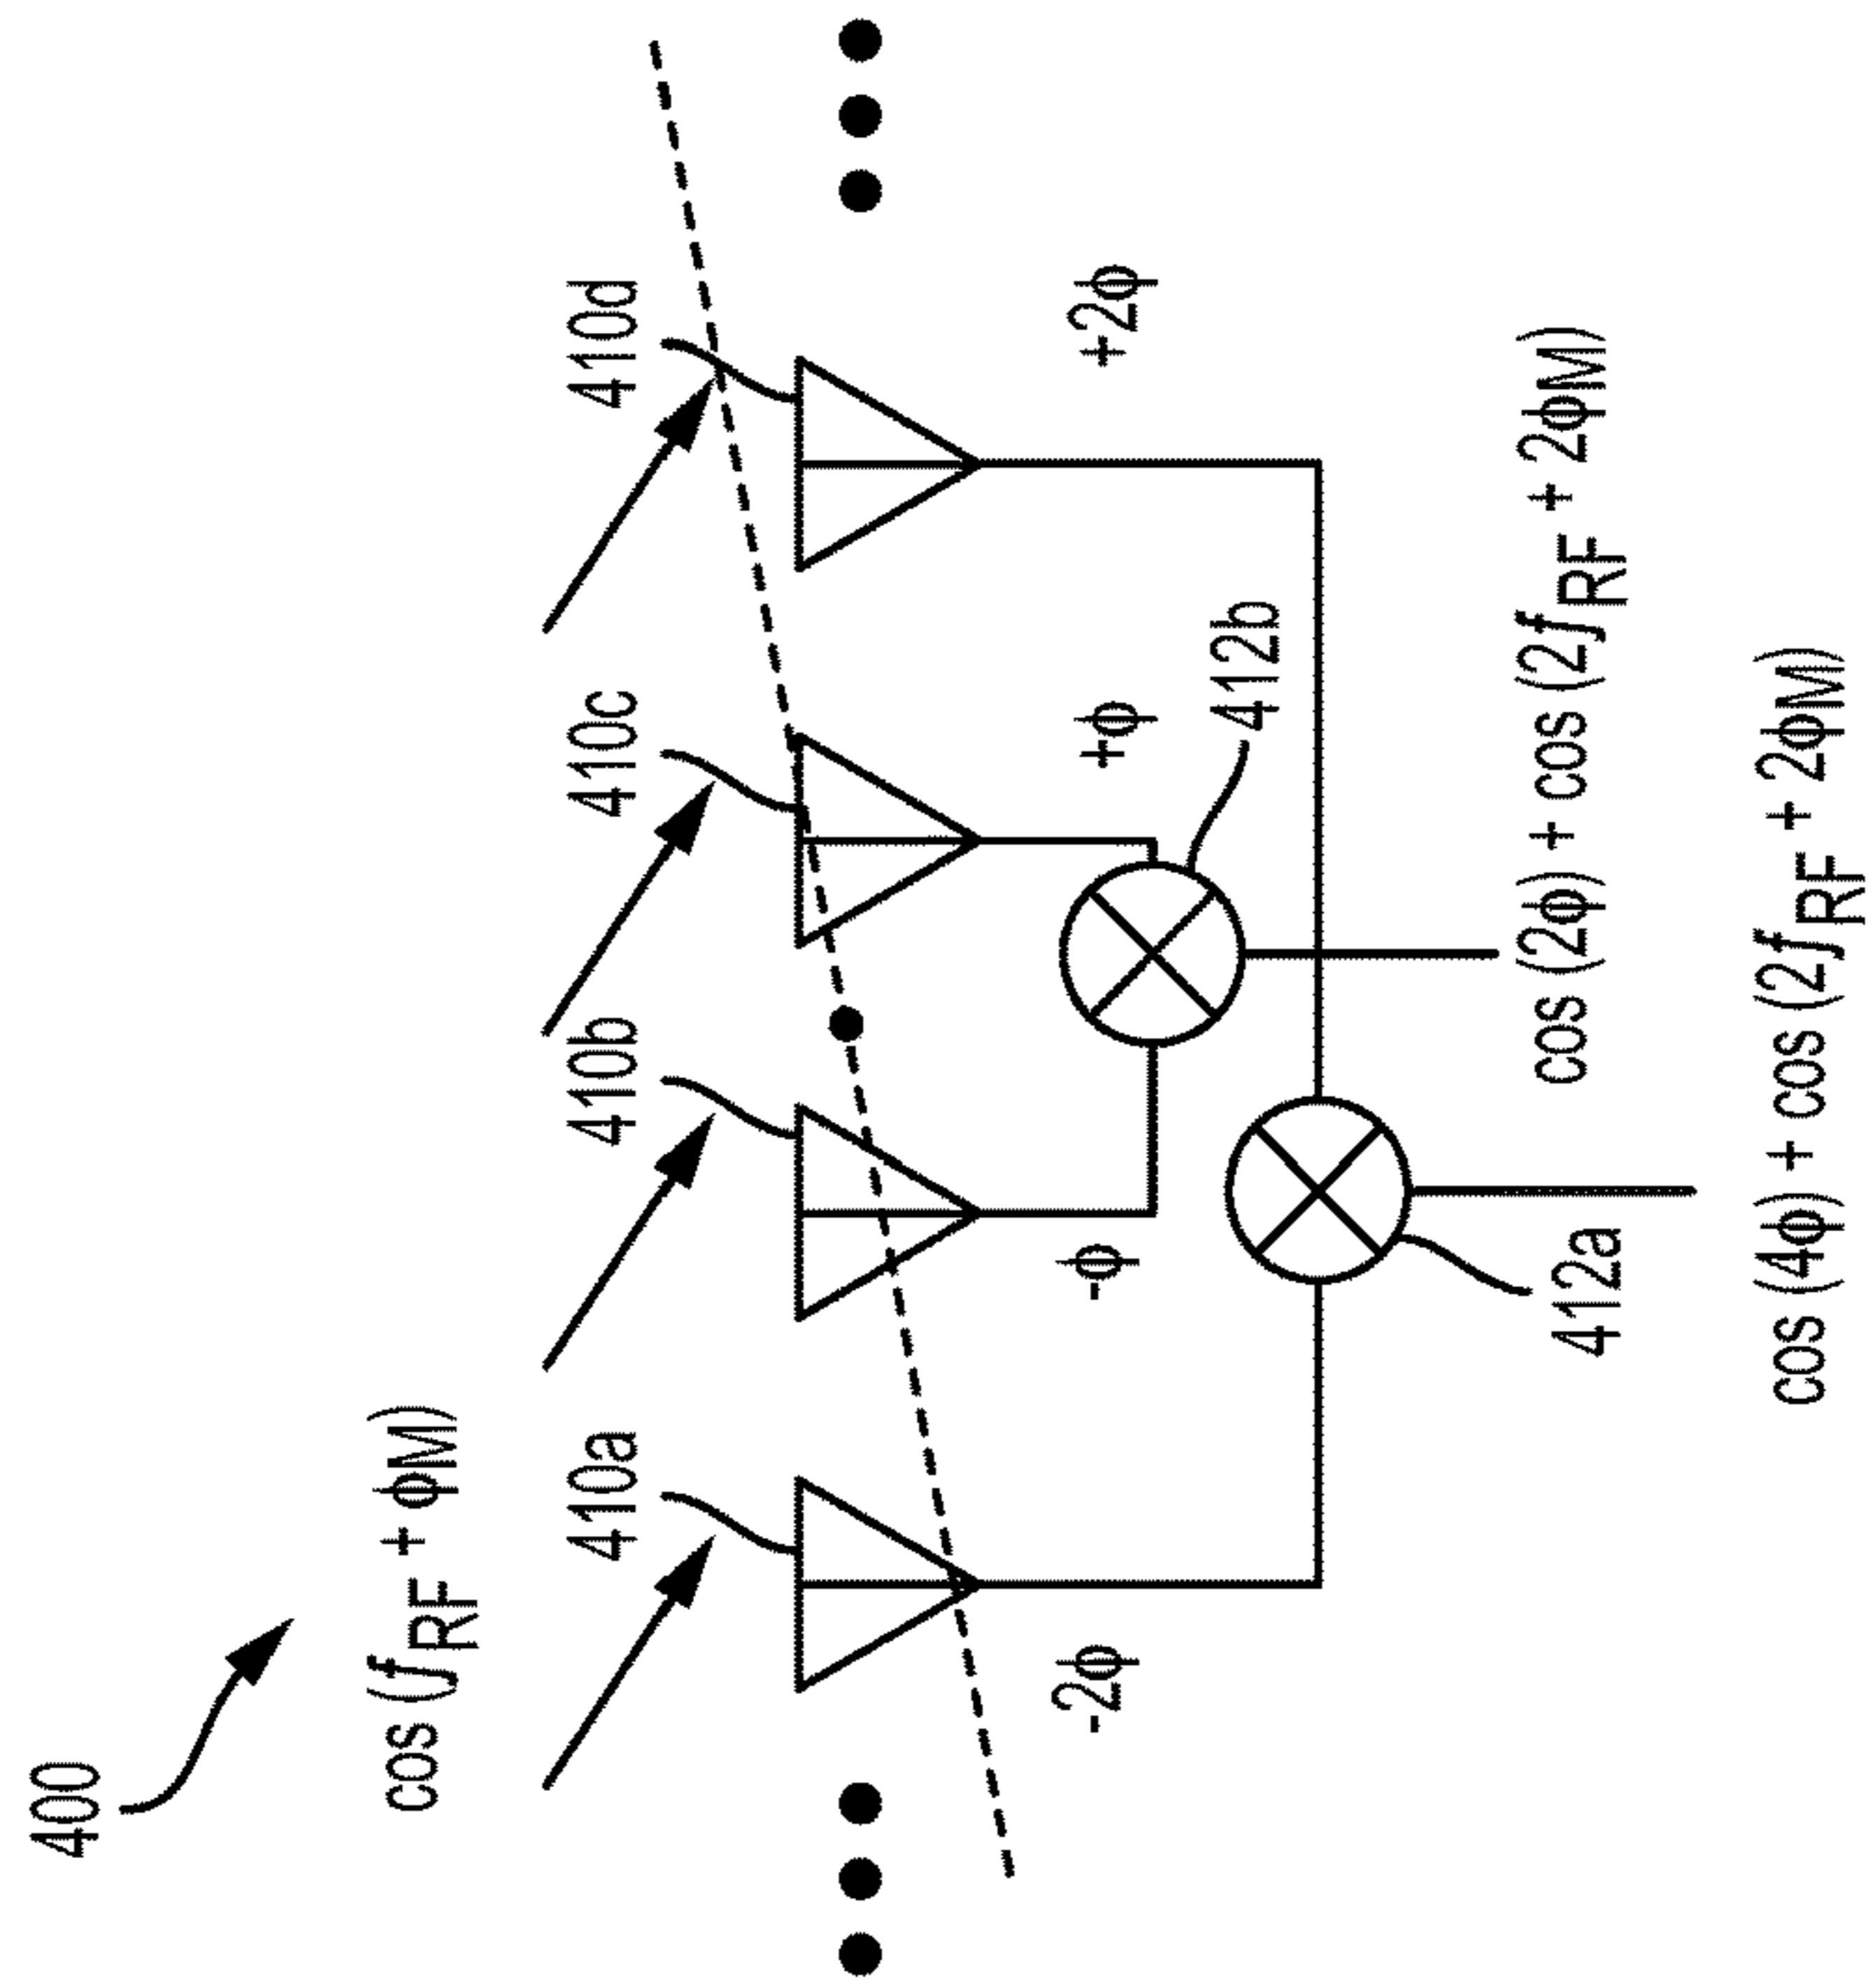 400
cos (fRF + ϕM)
410a
410b
410c
410d
-2ϕ
-ϕ
+ϕ
+2ϕ
412b
412a
cos (2ϕ) + cos (2fRF + 2ϕM)
cos (4ϕ) + cos (2fRF + 2ϕM)